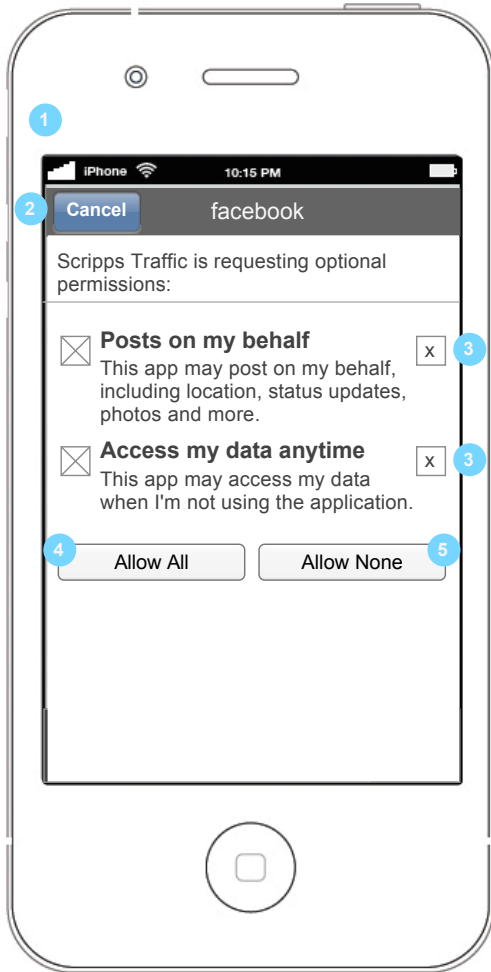 1
iPhone 10:15 PM
2 Cancel facebook
Scripps Traffic is requesting optional
permissions:
Posts on my behalf x 3
This app may post on my behalf,
including location, status updates,
photos and more.
Access my data anytime x 3
This app may access my data
when I'm not using the application.
4 Allow All Allow None 5